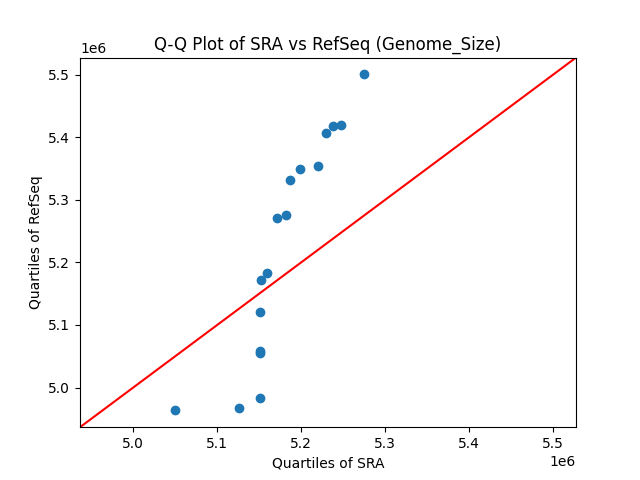 Q-Q Plot of SRA vs RefSeq (Genome_Size)
1e6
5.5
5.4
5.3
5.2
5.1
5.0
Quartiles of RefSeq
5.0 5.1 5.2 5.3 5.4 5.5
1e6
Quartiles of SRA